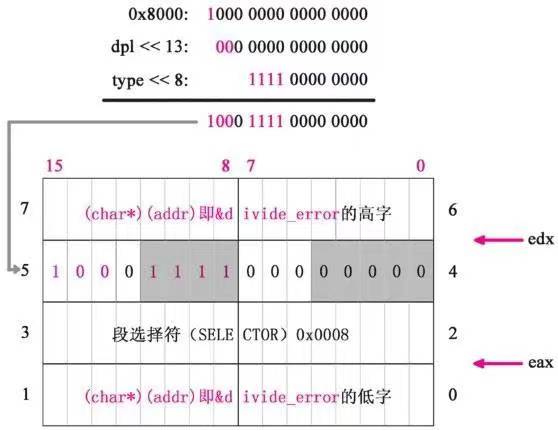 0x8000: 1000 0000 0000 0000
dpl << 13: 000 0000 0000 0000
type << 8: 1111 0000 0000
1000 1111 0000 0000
15 8 7 0
7 (char*)(addr)即&divide_error的高字 6
edx
5 1 0 0 0 1 1 1 1 0 0 0 0 0 0 0 0 4
3 段选择符（SELECTOR）0x0008 2
eax
1 (char*)(addr)即&divide_error的低字 0